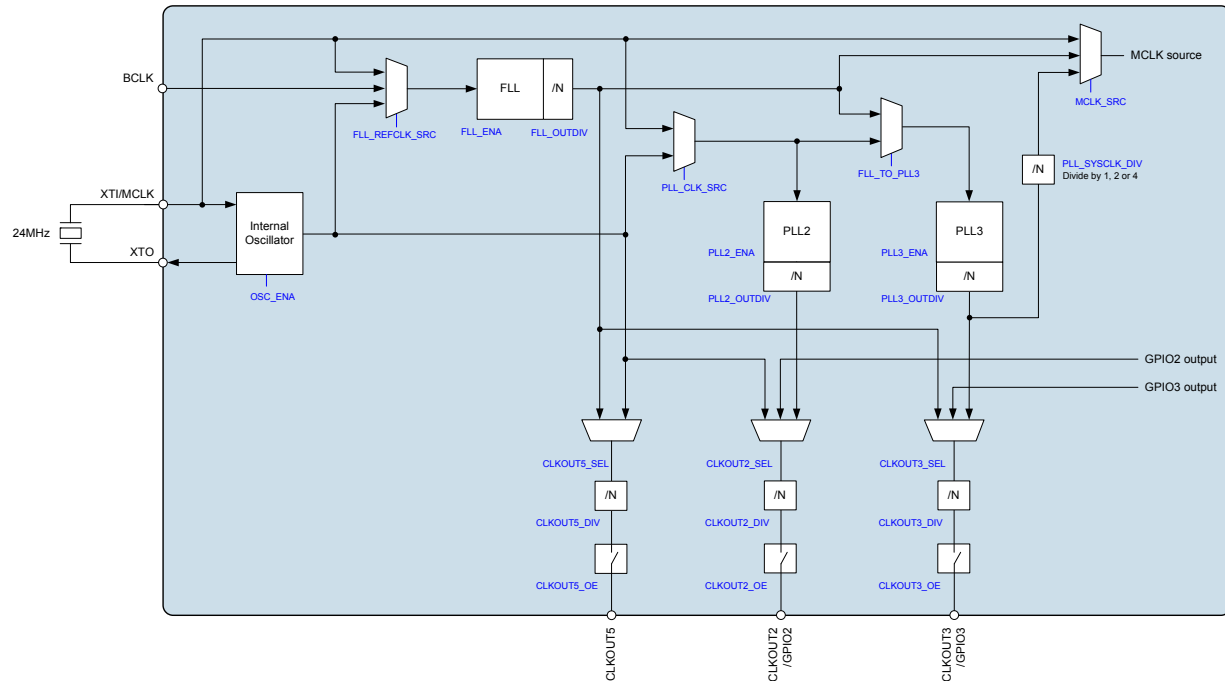 MCLK source
MCLK_SRC
BCLK
FLL
/N
FLL_REFCLK_SRC
FLL_ENA
FLL_OUTDIV
PLL_CLK_SRC
FLL_TO_PLL3
/N
PLL_SYSCLK_DIV
Divide by 1, 2 or 4
XTI/MCLK
24MHz
XTO
Internal
Oscillator
OSC_ENA
PLL2
PLL2_ENA
/N
PLL2_OUTDIV
PLL3
PLL3_ENA
/N
PLL3_OUTDIV
GPIO2 output
GPIO3 output
CLKOUT5_SEL
CLKOUT2_SEL
CLKOUT3_SEL
/N
/N
/N
CLKOUT5_DIV
CLKOUT2_DIV
CLKOUT3_DIV
CLKOUT5_OE
CLKOUT2_OE
CLKOUT3_OE
CLKOUT5
CLKOUT2
/GPIO2
CLKOUT3
/GPIO3